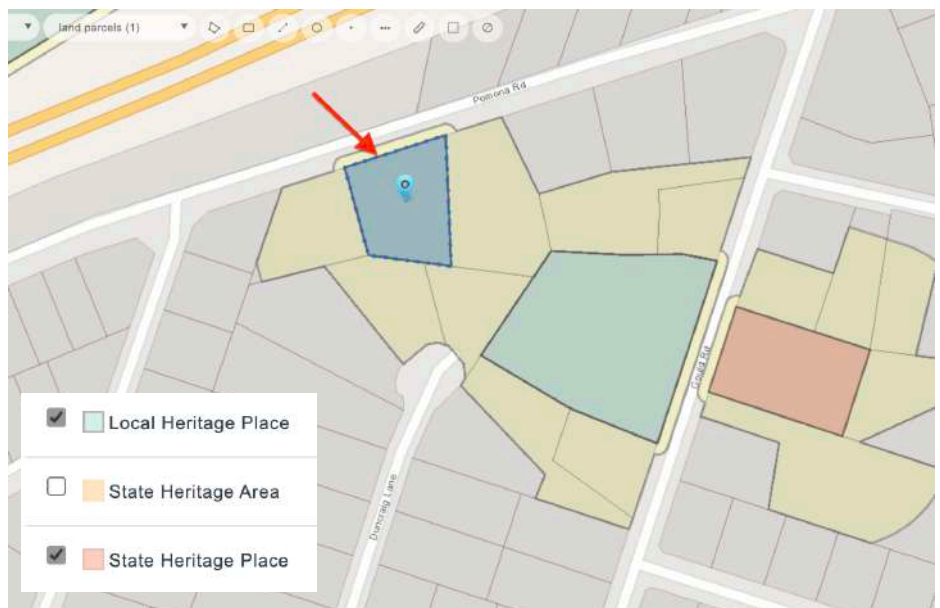 land parcels (1)
Pomona Rd
Gould Rd
Duncraig Lane
Local Heritage Place
State Heritage Area
State Heritage Place